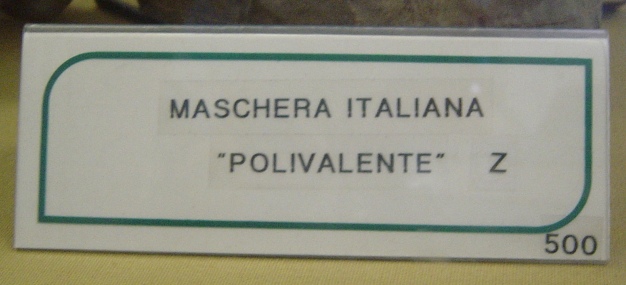 MASCHERA ITALIANA
"POLIVALENTE" Z
500